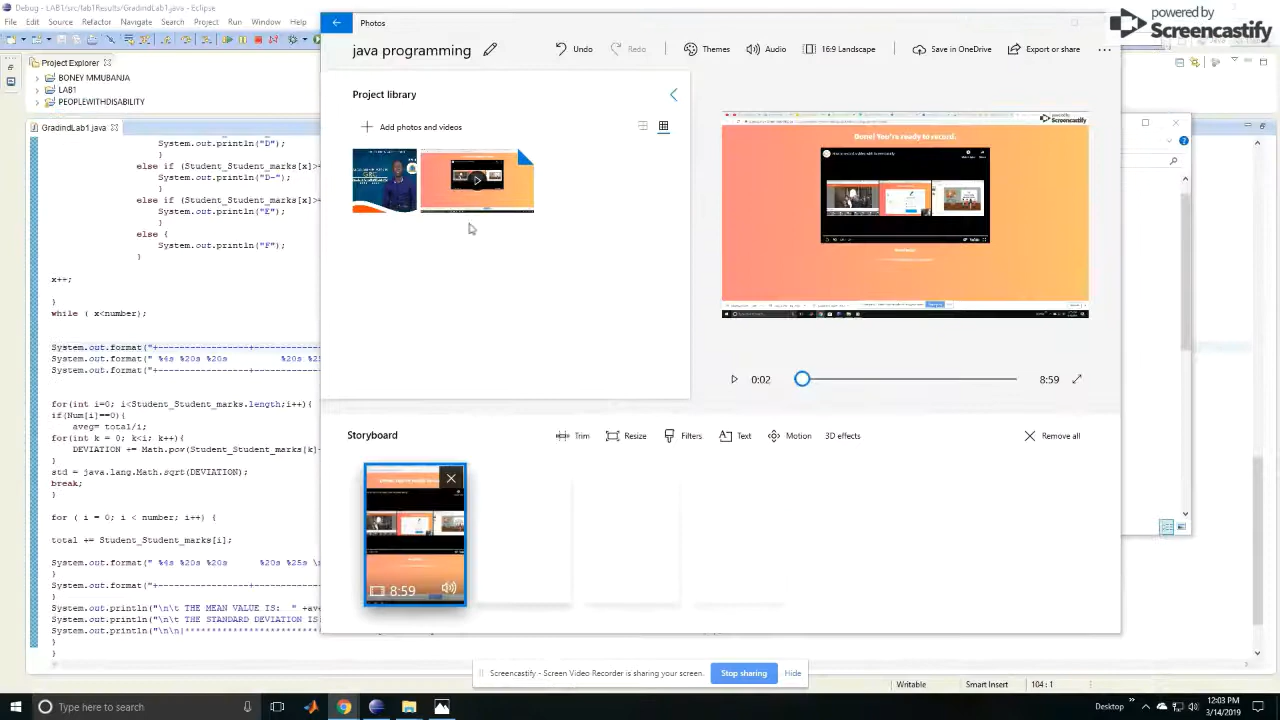 Debug - LAB1/src/lab1Results/GredindLab1.java - Eclipse
File Edit Source Refactor Navigate Search Project Run Window Help
Project Explorer
BONEY MMUBANJA
LAB1
PEOPLEWITHDISABILITY
Photos
java programming
Undo
Redo
Themes
Audio
16:9 Landscape
Save in OneDrive
Export or share
powered by
Screencastify
Project library
Add photos and videos
powered by
Screencastify
Done! You're ready to record.
0:02
8:59
Storyboard
Trim
Resize
Filters
Text
Motion
3D effects
Remove all
8:59
Student_Student_marks[x]>
System.out.println("D-");
}
else if( Student_Student_marks[x]>
System.out.println("E");
}
else {
System.out.println("F");
}
x++;
}
while ( x<number);
System.out.format("+
System.out.format(" %4s %20s %20s %20s %25s
System.out.format("+
for(int i=0; i<Student_Student_marks.length;i++){
if(Num[i]==0){
aveg= total/i;
for(int k = 0; k<i; k++){
DEVIATION += Math.pow(Student_Student_marks[k]-
std = java.lang.Math.sqrt(DEVIATION);
break;
for ( i = 0; i < number; i++) {
total += Student_Student_marks[i];
System.out.format(" %4s %20s %20s %25s \n
}
System.out.format("+
}
System.out.println("\n\t THE MEAN VALUE IS: " +ave
System.out.println("\n\t THE STANDARD DEVIATION IS
System.out.println("\n\n|
}
}
Screencastify - Screen Video Recorder is sharing your screen.
Stop sharing
Hide
Writable
Smart Insert
104 : 1
Type here to search
Desktop
12:03 PM
3/14/2019